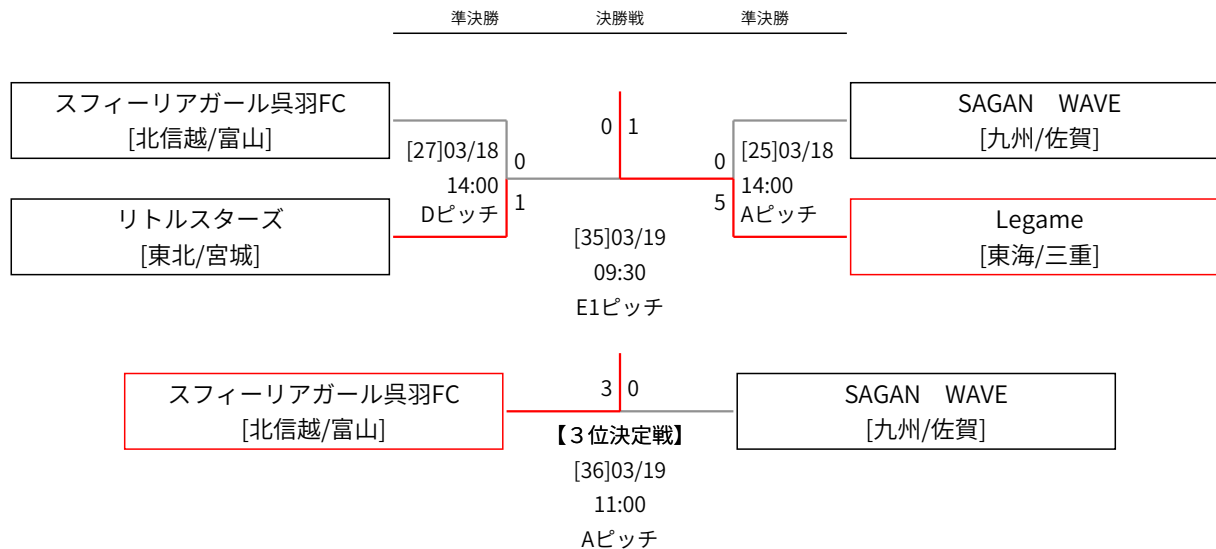 準決勝 決勝戦 準決勝
スフィーリアガール呉羽FC
[北信越/富山]
リトルスターズ
[東北/宮城]
[27]03/18
14:00
Dピッチ
0
1
0 1
[35]03/19
09:30
E1ピッチ
0
5
[25]03/18
14:00
Aピッチ
SAGAN　WAVE
[九州/佐賀]
Legame
[東海/三重]
スフィーリアガール呉羽FC
[北信越/富山]
3 0
【３位決定戦】
[36]03/19
11:00
Aピッチ
SAGAN　WAVE
[九州/佐賀]